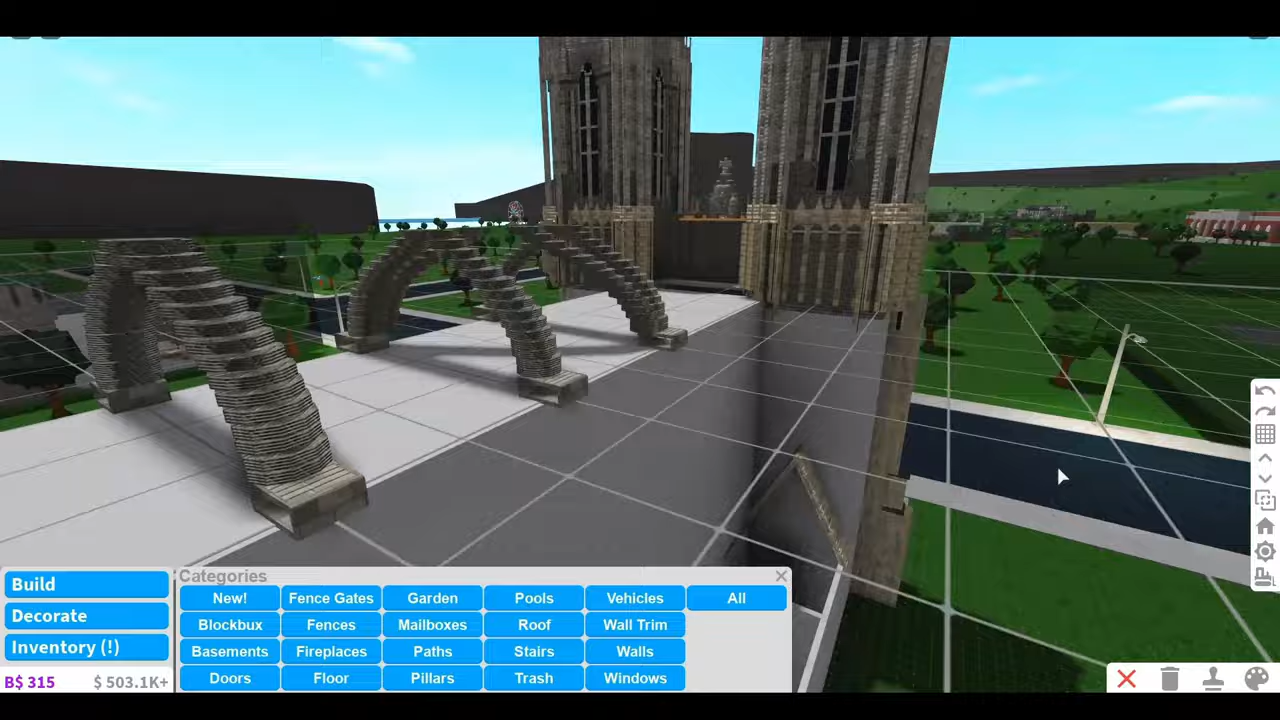 Build
Decorate
Inventory (!)
B$ 315
$ 503.1K+
Categories
New! Fence Gates Garden Pools Vehicles All
Blockbux Fences Mailboxes Roof Wall Trim
Basements Fireplaces Paths Stairs Walls
Doors Floor Pillars Trash Windows